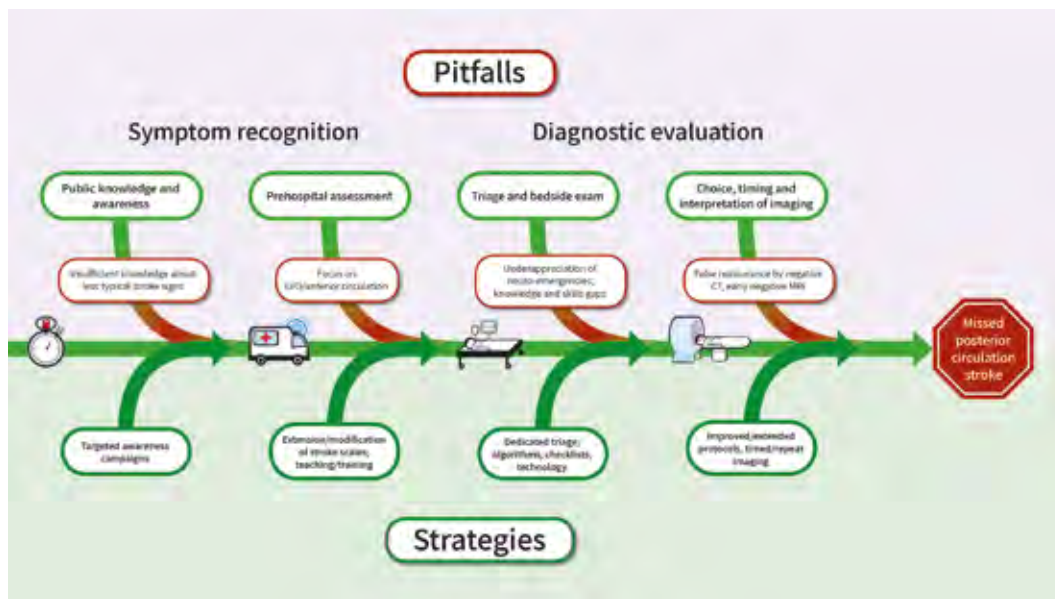 Pitfalls
Symptom recognition
Diagnostic evaluation
Public knowledge and
awareness
Prehospital assessment
Triage and bedside exam
Choice, timing and
interpretation of imaging
Insufficient knowledge about
less typical stroke signs
Focus on
LVO/anterior circulation
Underappreciation of
neuro-emergencies,
knowledge and skills gaps
False reassurance by negative
CT, early negative MRI
Missed
posterior
circulation
stroke
Targeted awareness
campaigns
Extension/modification
of stroke scales,
teaching/training
Dedicated triage,
algorithms, checklists,
technology
Improved/extended
protocols, timed/repeat
imaging
Strategies